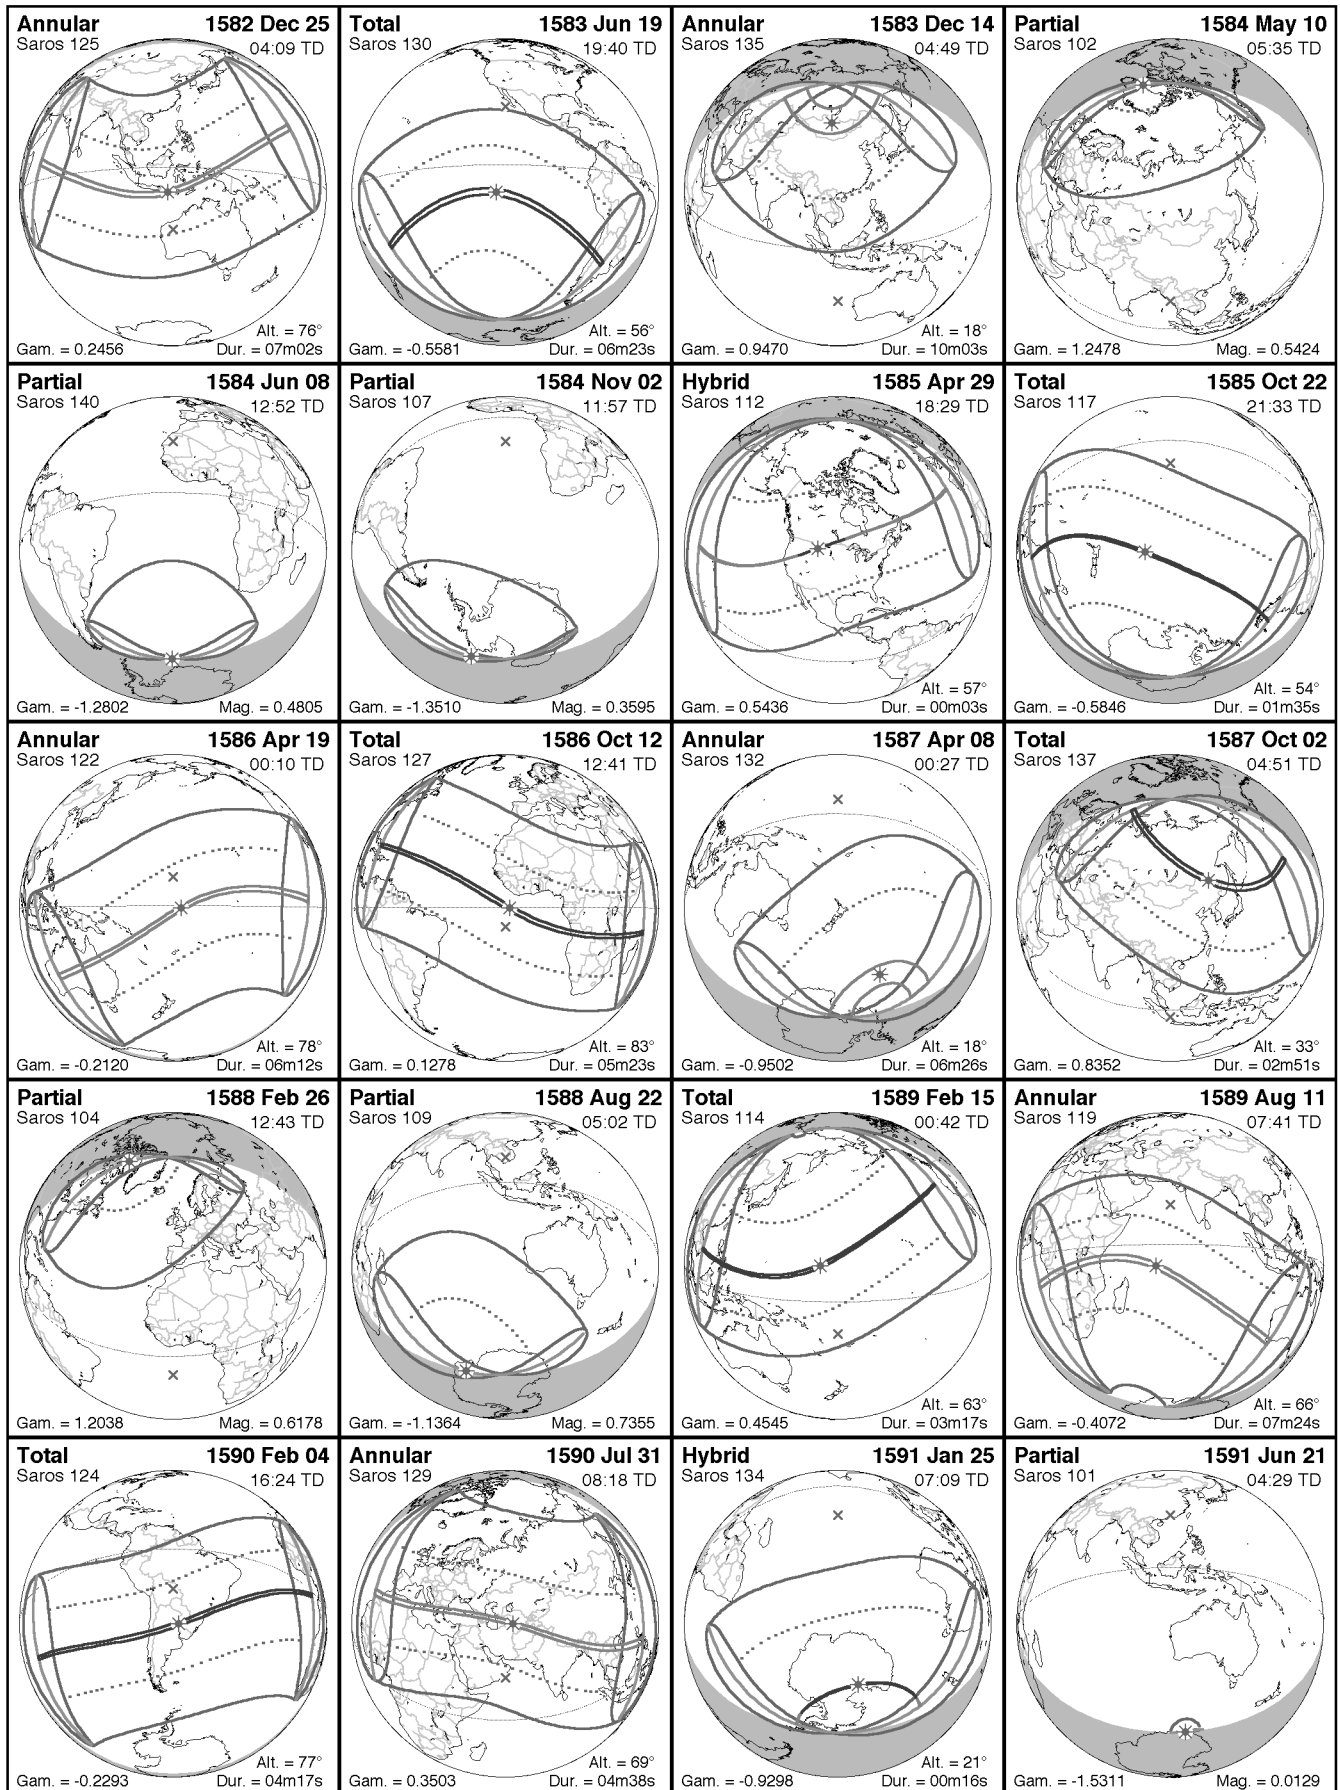 Annular 1582 Dec 25
Saros 125 04:09 TD
Alt. = 76°
Gam. = 0.2456 Dur. = 07m02s
Total 1583 Jun 19
Saros 130 19:40 TD
Alt. = 56°
Gam. = -0.5581 Dur. = 06m23s
Annular 1583 Dec 14
Saros 135 04:49 TD
Alt. = 18°
Gam. = 0.9470 Dur. = 10m03s
Partial 1584 May 10
Saros 102 05:35 TD
Gam. = 1.2478 Mag. = 0.5424
Partial 1584 Jun 08
Saros 140 12:52 TD
Gam. = -1.2802 Mag. = 0.4805
Partial 1584 Nov 02
Saros 107 11:57 TD
Gam. = -1.3510 Mag. = 0.3595
Hybrid 1585 Apr 29
Saros 112 18:29 TD
Alt. = 57°
Gam. = 0.5436 Dur. = 00m03s
Total 1585 Oct 22
Saros 117 21:33 TD
Alt. = 54°
Gam. = -0.5846 Dur. = 01m35s
Annular 1586 Apr 19
Saros 122 00:10 TD
Alt. = 78°
Gam. = -0.2120 Dur. = 06m12s
Total 1586 Oct 12
Saros 127 12:41 TD
Alt. = 83°
Gam. = 0.1278 Dur. = 05m23s
Annular 1587 Apr 08
Saros 132 00:27 TD
Alt. = 18°
Gam. = -0.9502 Dur. = 06m26s
Total 1587 Oct 02
Saros 137 04:51 TD
Alt. = 33°
Gam. = 0.8352 Dur. = 02m51s
Partial 1588 Feb 26
Saros 104 12:43 TD
Gam. = 1.2038 Mag. = 0.6178
Partial 1588 Aug 22
Saros 109 05:02 TD
Gam. = -1.1364 Mag. = 0.7355
Total 1589 Feb 15
Saros 114 00:42 TD
Alt. = 63°
Gam. = 0.4545 Dur. = 03m17s
Annular 1589 Aug 11
Saros 119 07:41 TD
Alt. = 66°
Gam. = -0.4072 Dur. = 07m24s
Total 1590 Feb 04
Saros 124 16:24 TD
Alt. = 77°
Gam. = -0.2293 Dur. = 04m17s
Annular 1590 Jul 31
Saros 129 08:18 TD
Alt. = 69°
Gam. = 0.3503 Dur. = 04m38s
Hybrid 1591 Jan 25
Saros 134 07:09 TD
Alt. = 21°
Gam. = -0.9298 Dur. = 00m16s
Partial 1591 Jun 21
Saros 101 04:29 TD
Gam. = -1.5311 Mag. = 0.0129